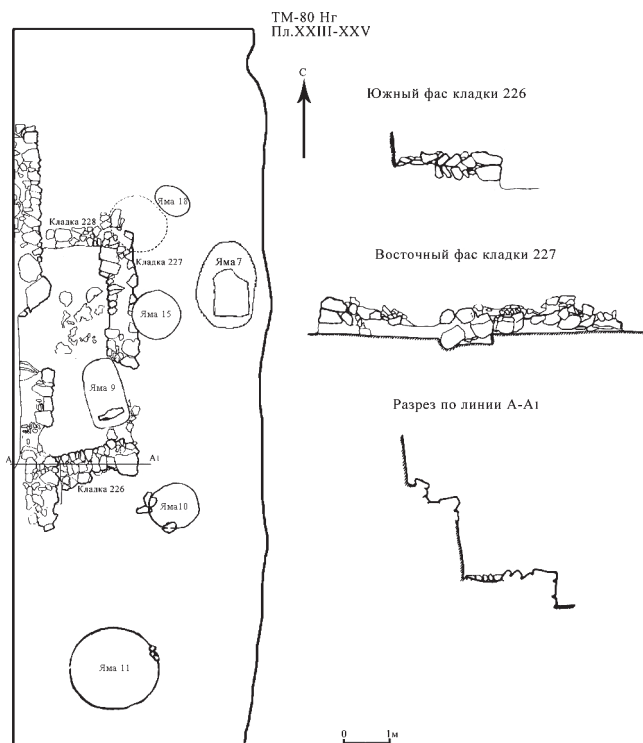 ТМ-80 Нг
Пл.XXIII-XXV
С
Южный фас кладки 226
Яма 18
Кладка 228
Кладка 227
Восточный фас кладки 227
Яма 7
Яма 15
Яма 9
Разрез по линии А-А1
А
А1
Кладка 226
Яма10
Яма 11
0 1м